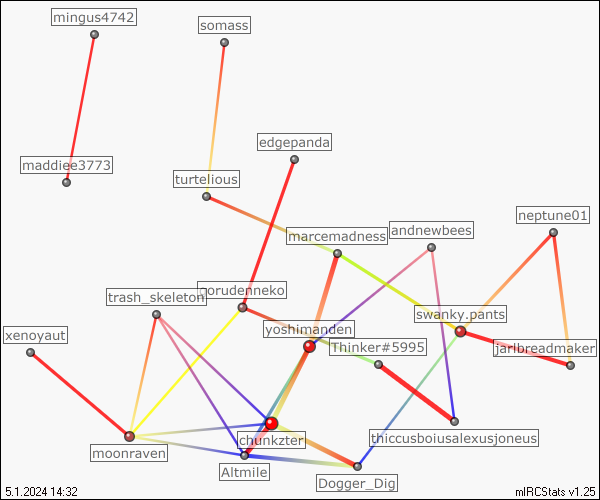 mingus4742
somass
edgepanda
maddiee3773
turtelious
neptune01
andnewbees
marcemadness
norudenneko
trash_skeleton
swanky.pants
yoshimanden
xenoyaut
Thinker#5995
jarlbreadmaker
chunkzter
thiccusboiusalexusjoneus
moonraven
Altmile
Dogger_Dig
5.1.2024 14:32
mIRCStats v1.25